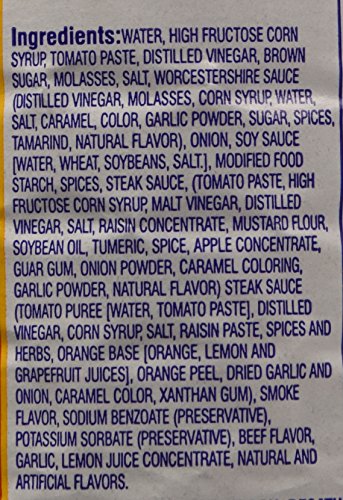 Ingredients:WATER, HIGH FRUCTOSE CORN
SYRUP, TOMATO PASTE, DISTILLED VINEGAR, BROWN
SUGAR, MOLASSES, SALT, WORCESTERSHIRE SAUCE
(DISTILLED VINEGAR, MOLASSES, CORN SYRUP, WATER,
SALT, CARAMEL, COLOR, GARLIC POWDER, SUGAR, SPICES,
TAMARIND, NATURAL FLAVOR), ONION, SOY SAUCE
[WATER, WHEAT, SOYBEANS, SALT.], MODIFIED FOOD
STARCH, SPICES, STEAK SAUCE, (TOMATO PASTE, HIGH
FRUCTOSE CORN SYRUP, MALT VINEGAR, DISTILLED
VINEGAR, SALT, RAISIN CONCENTRATE, MUSTARD FLOUR,
SOYBEAN OIL, TUMERIC, SPICE, APPLE CONCENTRATE,
GUAR GUM, ONION POWDER, CARAMEL COLORING,
GARLIC POWDER, NATURAL FLAVOR) STEAK SAUCE
(TOMATO PUREE [WATER, TOMATO PASTE], DISTILLED
VINEGAR, CORN SYRUP, SALT, RAISIN PASTE, SPICES AND
HERBS, ORANGE BASE [ORANGE, LEMON AND
GRAPEFRUIT JUICES], ORANGE PEEL, DRIED GARLIC AND
ONION, CARAMEL COLOR, XANTHAN GUM), SMOKE
FLAVOR, SODIUM BENZOATE (PRESERVATIVE),
POTASSIUM SORBATE (PRESERVATIVE), BEEF FLAVOR,
GARLIC, LEMON JUICE CONCENTRATE, NATURAL AND
ARTIFICIAL FLAVORS.